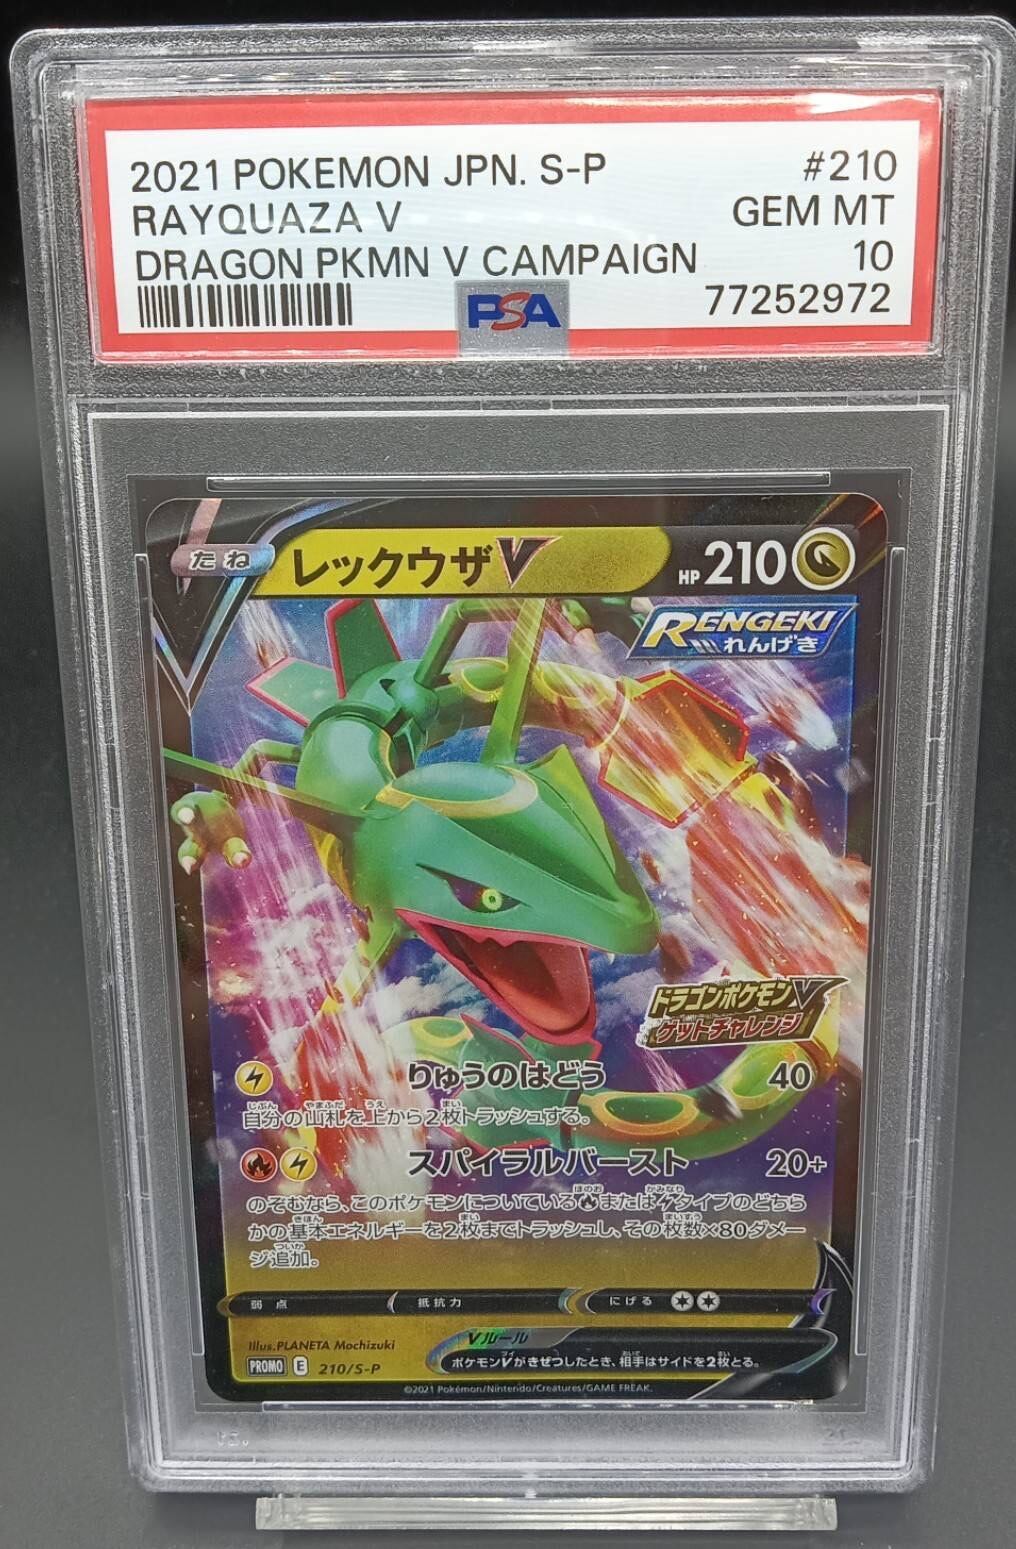 2021 POKEMON JPN. S-P #210
RAYQUAZA V GEM MT
DRAGON PKMN V CAMPAIGN 10
PSA 77252972
たね レックウザV HP 210
RENGEKI
れんげき
ドラゴンポケモンV
ゲットチャレンジ
りゅうのはどう 40
自分の山札を上から2枚トラッシュする。
スパイラルバースト 20+
のぞむなら、このポケモンについている またはタイプのどちら
かの基本エネルギーを2枚までトラッシュし、その枚数×80ダメー
ジ追加。
弱点 抵抗力 にげる
Illus.PLANETA Mochizuki
Vルール
PROMO E 210/S-P
ポケモンVがきぜつしたとき、相手はサイドを2枚とる。
©2021 Pokémon/Nintendo/Creatures/GAME FREAK.